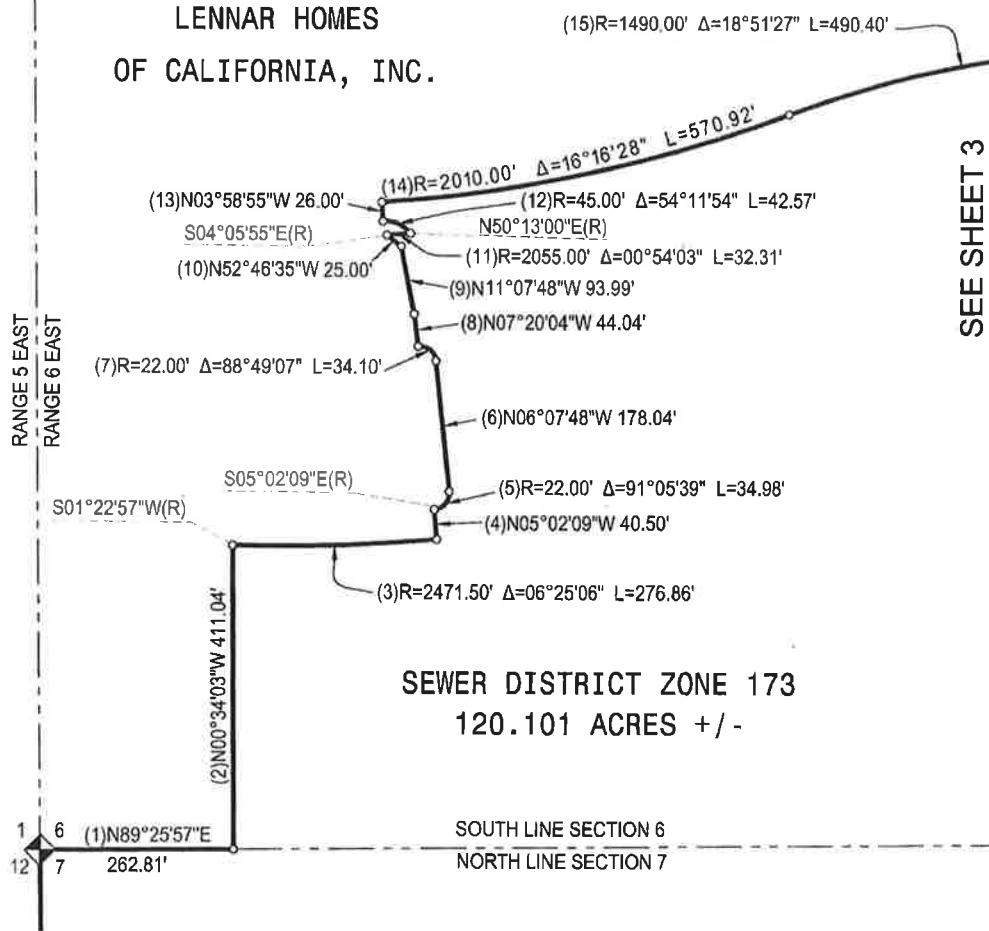 LENNAR HOMES
OF CALIFORNIA, INC.
(15)R=1490.00' Δ=18°51'27" L=490.40'
(14)R=2010.00' Δ=16°16'28" L=570.92'
SEE SHEET 3
(13)N03°58'55"W 26.00'
(12)R=45.00' Δ=54°11'54" L=42.57'
S04°05'55"E(R)
N50°13'00"E(R)
(11)R=2055.00' Δ=00°54'03" L=32.31'
(10)N52°46'35"W 25.00'
(9)N11°07'48"W 93.99'
(8)N07°20'04"W 44.04'
(7)R=22.00' Δ=88°49'07" L=34.10'
RANGE 5 EAST
RANGE 6 EAST
(6)N06°07'48"W 178.04'
S05°02'09"E(R)
(5)R=22.00' Δ=91°05'39" L=34.98'
S01°22'57"W(R)
(4)N05°02'09"W 40.50'
(3)R=2471.50' Δ=06°25'06" L=276.86'
(2)N00°34'03"W 411.04'
SEWER DISTRICT ZONE 173
120.101 ACRES +/-
1 6
12 7
(1)N89°25'57"E
262.81'
SOUTH LINE SECTION 6
NORTH LINE SECTION 7